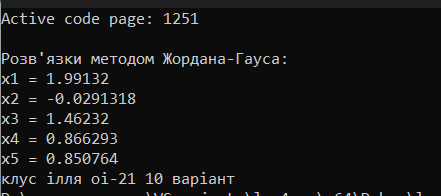 Active code page: 1251
Розв'язки методом Жордана-Гауса:
x1 = 1.99132
x2 = -0.0291318
x3 = 1.46232
x4 = 0.866293
x5 = 0.850764
клус ілля оі-21 10 варіант